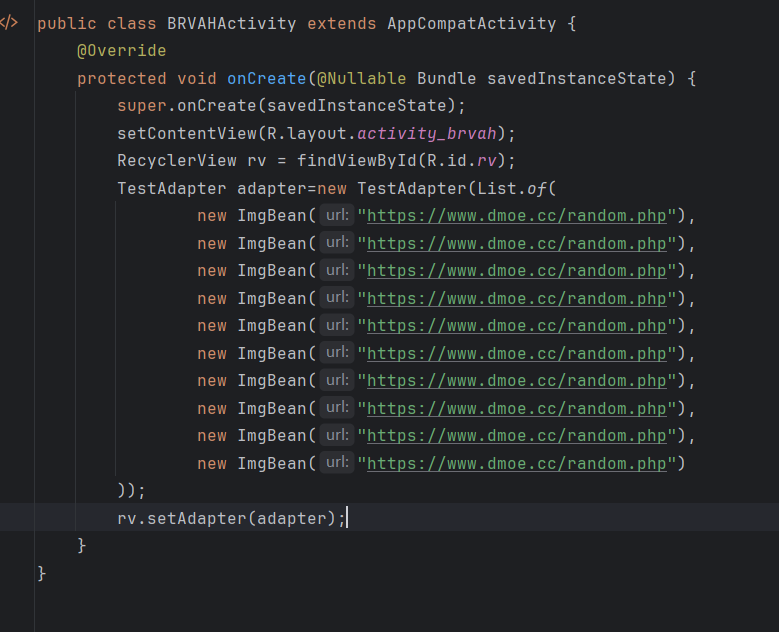 </>
public class BRVAHActivity extends AppCompatActivity {
@Override
protected void onCreate(@Nullable Bundle savedInstanceState) {
super.onCreate(savedInstanceState);
setContentView(R.layout.activity_brvah);
RecyclerView rv = findViewById(R.id.rv);
TestAdapter adapter=new TestAdapter(List.of(
new ImgBean( url: "https://www.dmoe.cc/random.php"),
new ImgBean( url: "https://www.dmoe.cc/random.php"),
new ImgBean( url: "https://www.dmoe.cc/random.php"),
new ImgBean( url: "https://www.dmoe.cc/random.php"),
new ImgBean( url: "https://www.dmoe.cc/random.php"),
new ImgBean( url: "https://www.dmoe.cc/random.php"),
new ImgBean( url: "https://www.dmoe.cc/random.php"),
new ImgBean( url: "https://www.dmoe.cc/random.php"),
new ImgBean( url: "https://www.dmoe.cc/random.php"),
new ImgBean( url: "https://www.dmoe.cc/random.php")
));
rv.setAdapter(adapter);
}
}